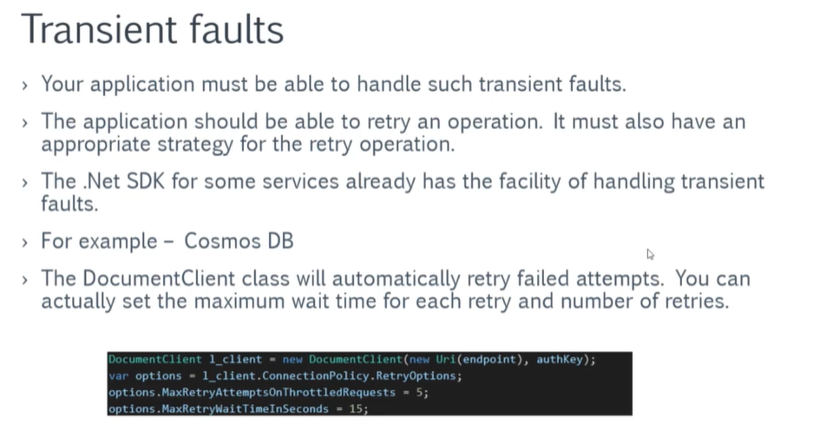 Transient faults
› Your application must be able to handle such transient faults.
› The application should be able to retry an operation. It must also have an
appropriate strategy for the retry operation.
› The .Net SDK for some services already has the facility of handling transient
faults.
› For example – Cosmos DB
› The DocumentClient class will automatically retry failed attempts. You can
actually set the maximum wait time for each retry and number of retries.
DocumentClient l_client = new DocumentClient(new Uri(endpoint), authKey);
var options = l_client.ConnectionPolicy.RetryOptions;
options.MaxRetryAttemptsOnThrottledRequests = 5;
options.MaxRetryWaitTimeInSeconds = 15;